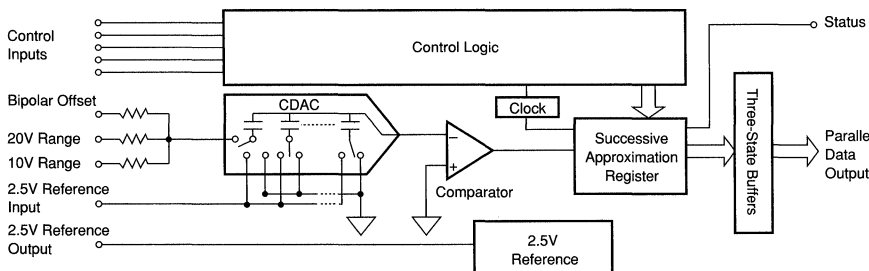 Control
Inputs
Control Logic
Status
Bipolar Offset
20V Range
10V Range
2.5V Reference
Input
2.5V Reference
Output
CDAC
Clock
−
+
Comparator
Successive
Approximation
Register
Three-State Buffers
Paralle
Data
Output
2.5V
Reference